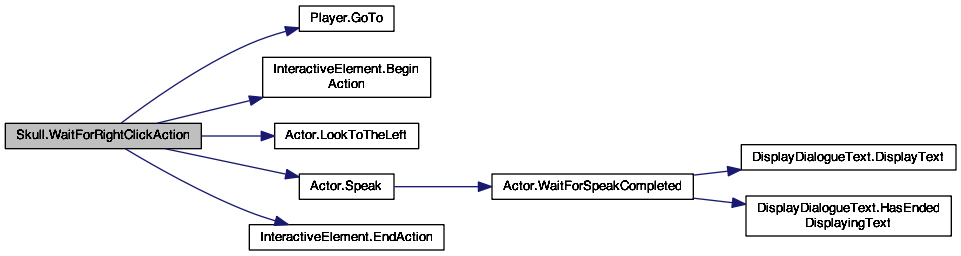 Player.GoTo
InteractiveElement.Begin
Action
Skull.WaitForRightClickAction
Actor.LookToTheLeft
Actor.Speak
Actor.WaitForSpeakCompleted
DisplayDialogueText.DisplayText
DisplayDialogueText.HasEnded
DisplayingText
InteractiveElement.EndAction